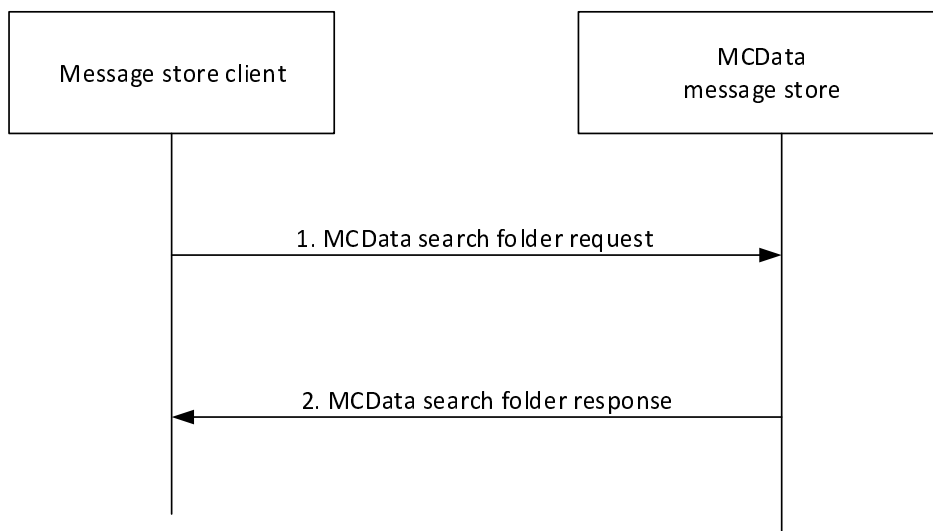 Message store client
MCData
message store
1. MCData search folder request
2. MCData search folder response